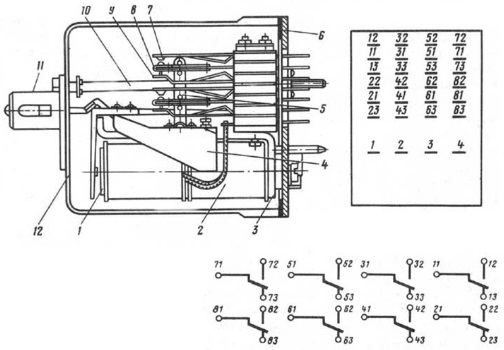 10 9 8 7 6
11
5
4
12 1 2 3
12 32 52 72
11 31 51 71
13 33 53 73
22 42 62 82
21 41 61 81
23 43 63 83
1 2 3 4
71 72 73
51 52 53
31 32 33
11 12 13
81 82 83
61 62 63
41 42 43
21 22 23